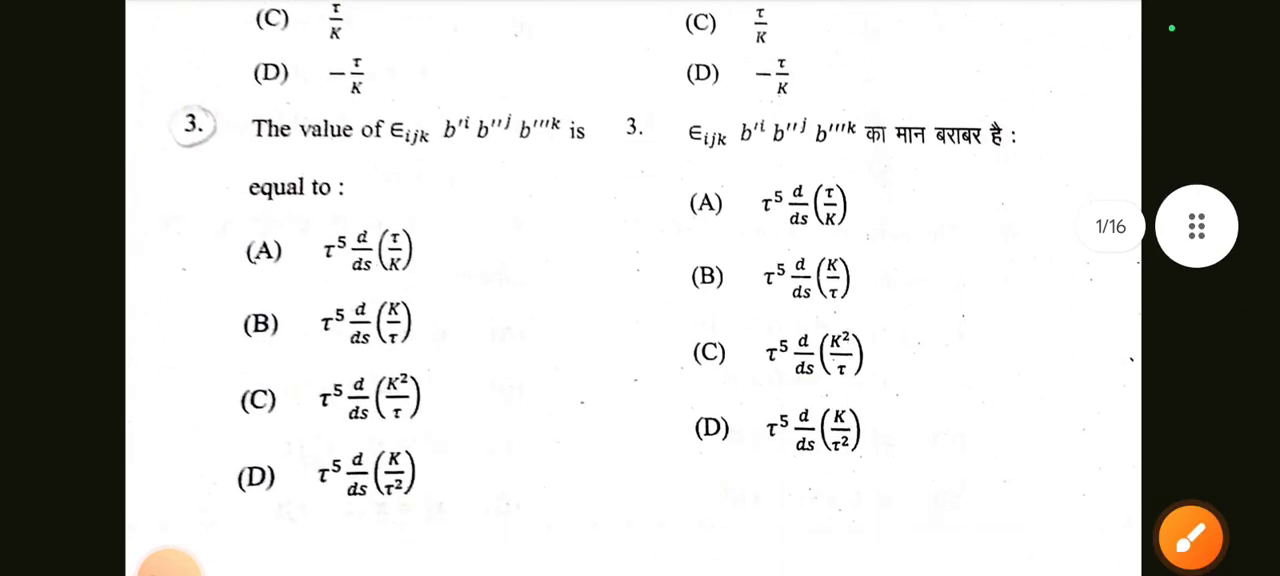 (C) τ/K
(D) −τ/K
3. The value of ∈ijk b′i b′′j b′′′k is
equal to :
(A) τ⁵ d/ds (τ/K)
(B) τ⁵ d/ds (K/τ)
(C) τ⁵ d/ds (K²/τ)
(D) τ⁵ d/ds (K/τ²)
(C) τ/K
(D) −τ/K
3. ∈ijk b′i b′′j b′′′k का मान बराबर है :
(A) τ⁵ d/ds (τ/K)
(B) τ⁵ d/ds (K/τ)
(C) τ⁵ d/ds (K²/τ)
(D) τ⁵ d/ds (K/τ²)
1/16